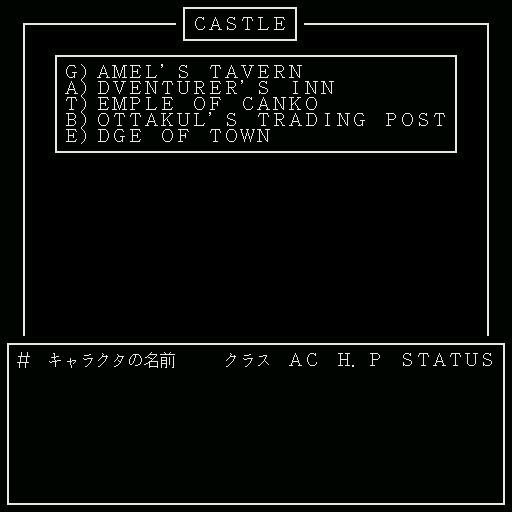 CASTLE
G)AMEL'S TAVERN
A)DVENTURER'S INN
T)EMPLE OF CANKO
B)OTTAKUL'S TRADING POST
E)DGE OF TOWN
# キャラクタの名前 クラス AC H.P STATUS